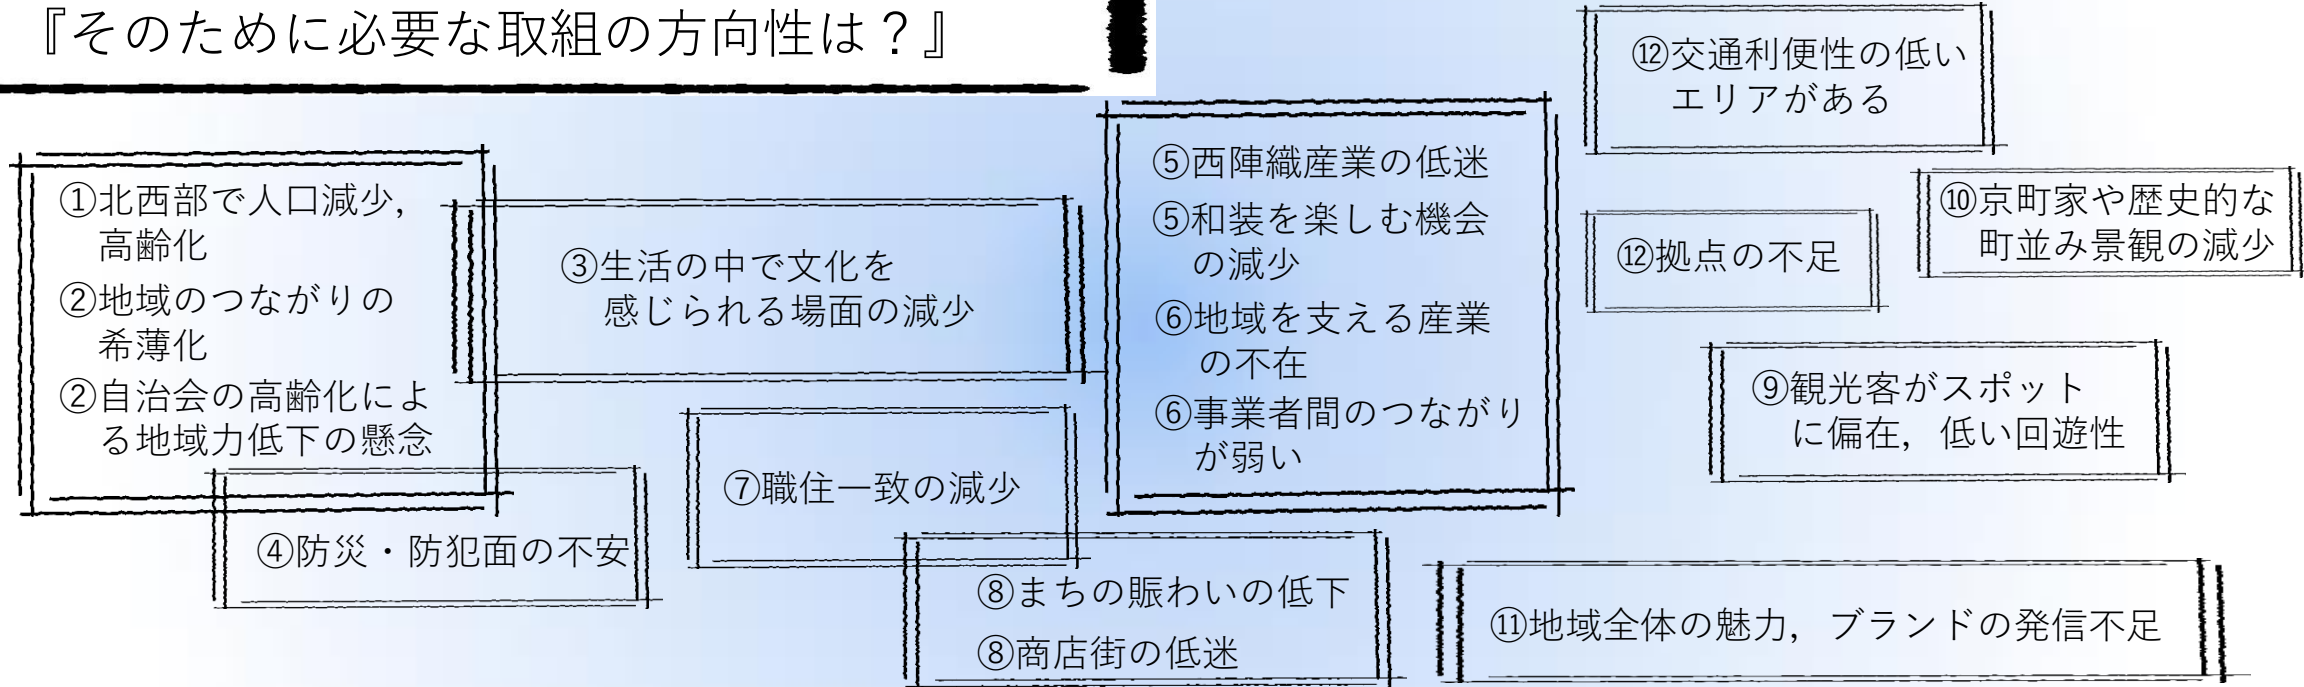 『そのために必要な取組の方向性は？』
①北西部で人口減少，
高齢化
②地域のつながりの
希薄化
②自治会の高齢化によ
る地域力低下の懸念
③生活の中で文化を
感じられる場面の減少
④防災・防犯面の不安
⑦職住一致の減少
⑤西陣織産業の低迷
⑤和装を楽しむ機会
の減少
⑥地域を支える産業
の不在
⑥事業者間のつながり
が弱い
⑧まちの賑わいの低下
⑧商店街の低迷
⑫交通利便性の低い
エリアがある
⑫拠点の不足
⑩京町家や歴史的な
町並み景観の減少
⑨観光客がスポット
に偏在，低い回遊性
⑪地域全体の魅力，ブランドの発信不足